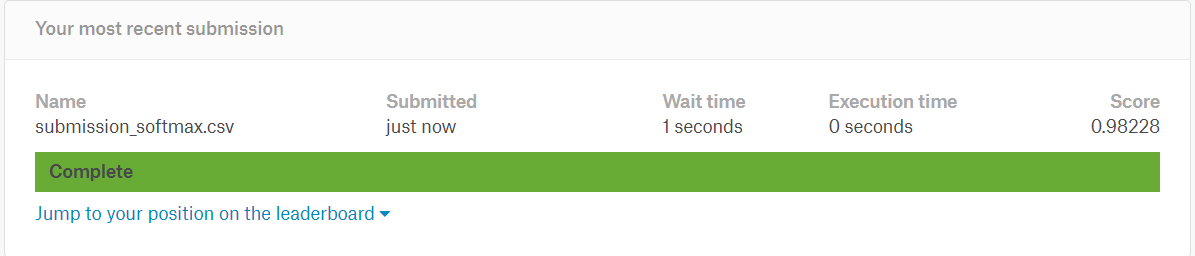 Your most recent submission
Name Submitted Wait time Execution time Score
submission_softmax.csv just now 1 seconds 0 seconds 0.98228
Complete
Jump to your position on the leaderboard